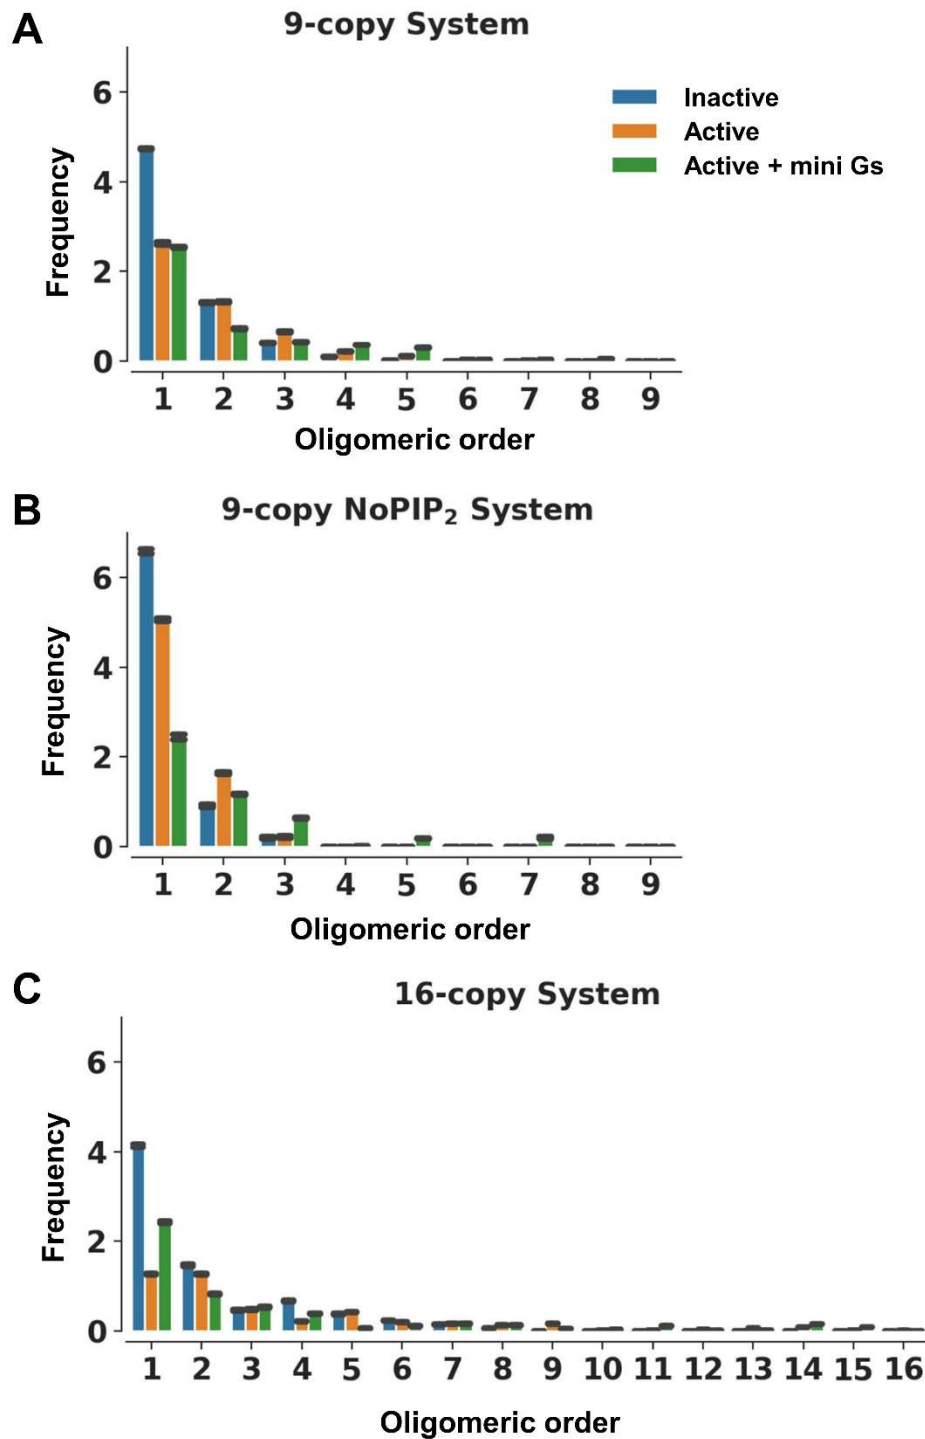 A
9-copy System
Inactive
Active
Active + mini Gs
Frequency
6
4
2
0
1 2 3 4 5 6 7 8 9
Oligomeric order
B
9-copy NoPIP₂ System
Frequency
6
4
2
0
1 2 3 4 5 6 7 8 9
Oligomeric order
C
16-copy System
Frequency
6
4
2
0
1 2 3 4 5 6 7 8 9 10 11 12 13 14 15 16
Oligomeric order